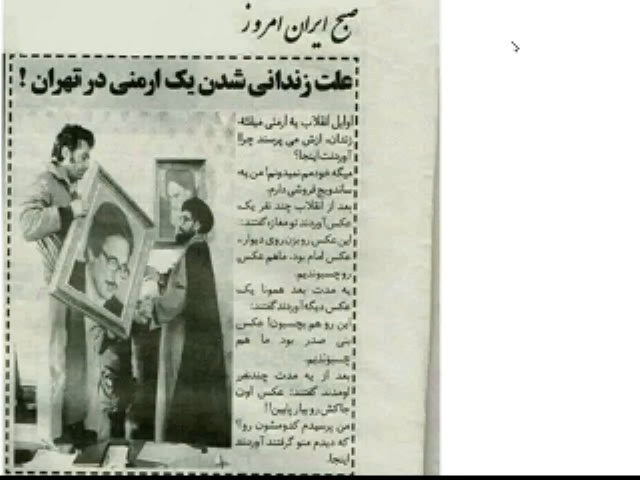 صبح ایران امروز
علت زندانی شدن یک ارمنی در تهران !
اوایل انقلاب یه ارمنی میافته
زندان، ازش می پرسند چرا
آوردنت اینجا؟
میگه خودمم نمیدونم! من یه
ساندویچ فروشی دارم.
بعد از انقلاب چند نفر یک
عکس آوردند تو مغازه گفتند:
این عکس رو بزن روی دیوار،
عکس امام بود، ماهم عکس
رو چسبوندیم.
یه مدت بعد همونا یک
عکس دیگه آوردند گفتند:
این رو هم بچسبون! عکس
بنی صدر بود ما هم
چسبوندیم.
بعد از یه مدت چندنفر
اومدند گفتند: عکس اون
جاکش رو بیار پایین!!
من پرسیدم کدومشون رو؟
که دیدم منو گرفتند آوردند
اینجا.